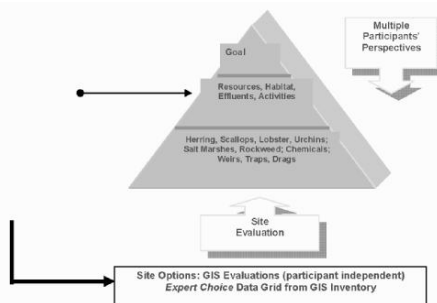 Multiple
Participants'
Perspectives
Goal
Resources, Habitat,
Effluents, Activities
Herring, Scallops, Lobster, Urchins;
Salt Marshes, Rockweed; Chemicals;
Weirs, Traps, Drags
Site
Evaluation
Site Options: GIS Evaluations (participant independent)
Expert Choice Data Grid from GIS Inventory